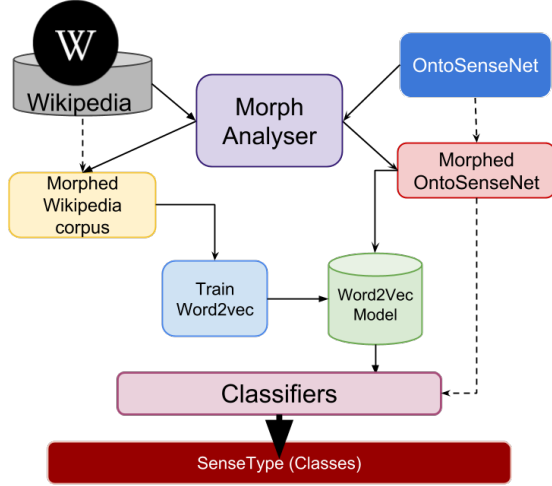 W
Wikipedia
Morph
Analyser
OntoSenseNet
Morphed
Wikipedia
corpus
Morphed
OntoSenseNet
Train
Word2vec
Word2Vec
Model
Classifiers
SenseType (Classes)